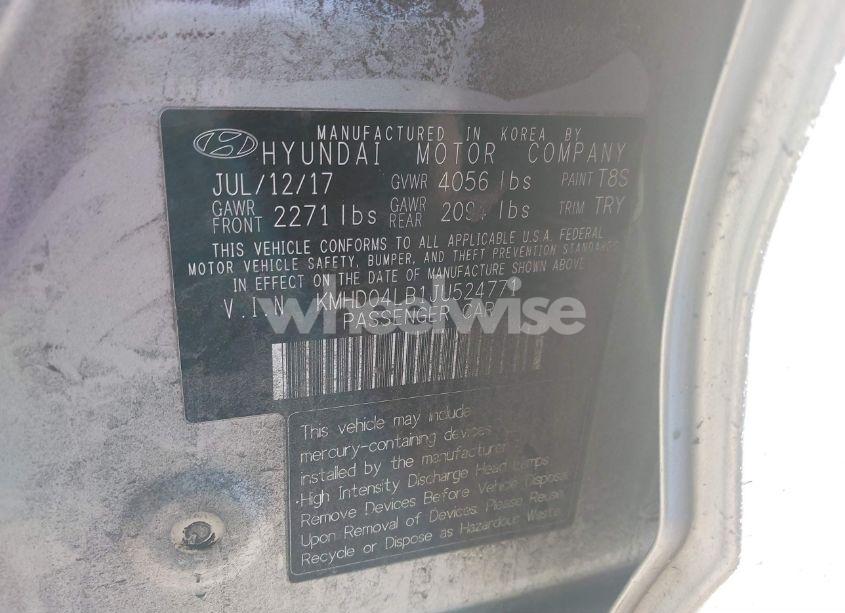 MANUFACTURED IN KOREA BY
HYUNDAI MOTOR COMPANY
JUL/12/17 GVWR 4056 lbs PAINT T8S
GAWR FRONT 2271 lbs GAWR REAR lbs TRIM TRY
THIS VEHICLE CONFORMS TO ALL APPLICABLE U.S.A. FEDERAL
MOTOR VEHICLE SAFETY, BUMPER, AND THEFT PREVENTION STANDARDS
IN EFFECT ON THE DATE OF MANUFACTURE SHOWN ABOVE
V.I.N KMHD04LB1JU52477
wheelwise
PASSENGER CAR
This vehicle may include
mercury-containing devices
installed by the manufacturer
•High Intensity Discharge Head Lamps
Remove Devices Before Vehicle Disposal
Upon Removal of Devices, Please Reuse,
Recycle or Dispose as Hazardous Waste